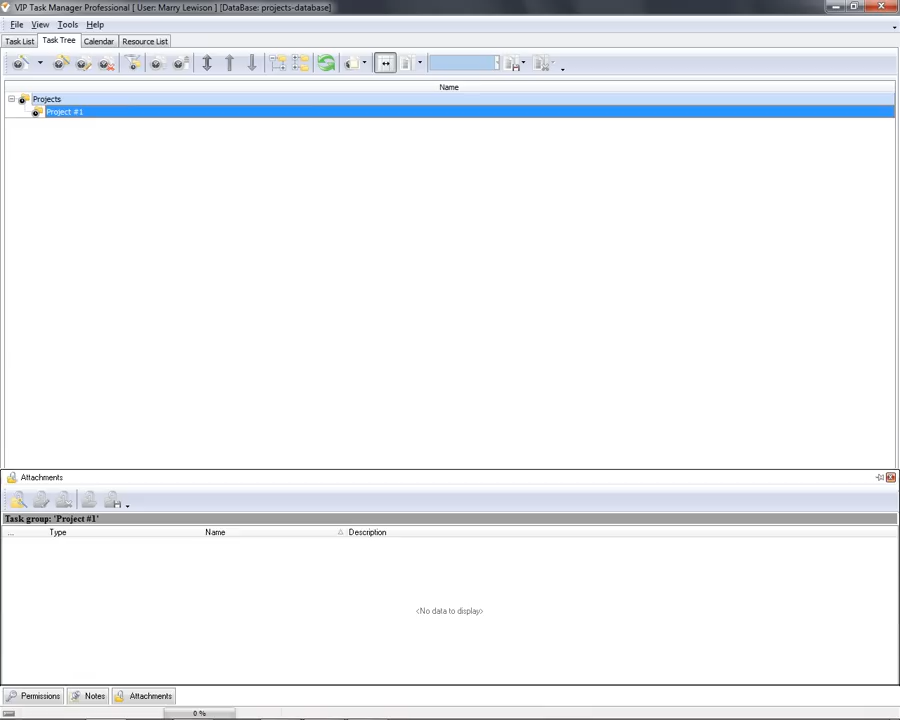 VIP Task Manager Professional [ User: Marry Lewison ] [DataBase: projects-database]
File View Tools Help
Task List Task Tree Calendar Resource List
Name
Projects
Project #1
Attachments
Task group: 'Project #1'
... Type Name Description
<No data to display>
Permissions Notes Attachments
0 %